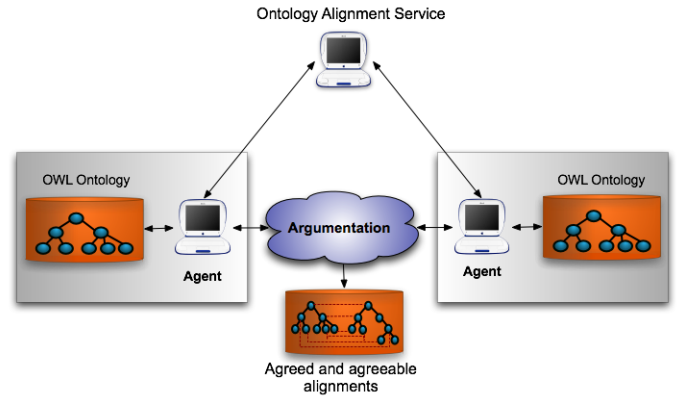 Ontology Alignment Service
OWL Ontology
OWL Ontology
Argumentation
Agent
Agent
Agreed and agreeable
alignments